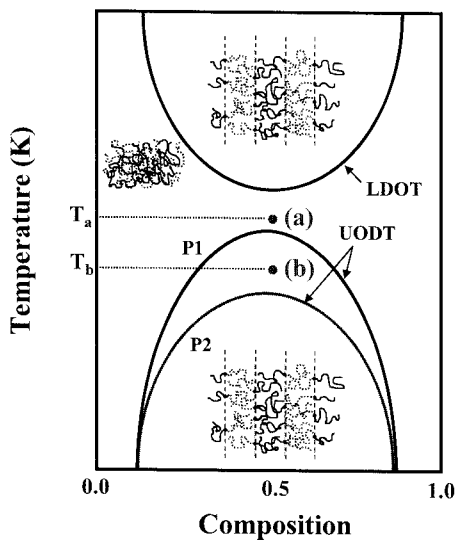 Temperature (K)
LDOT
Ta
(a)
P1
UODT
Tb
(b)
P2
0.0
0.5
1.0
Composition